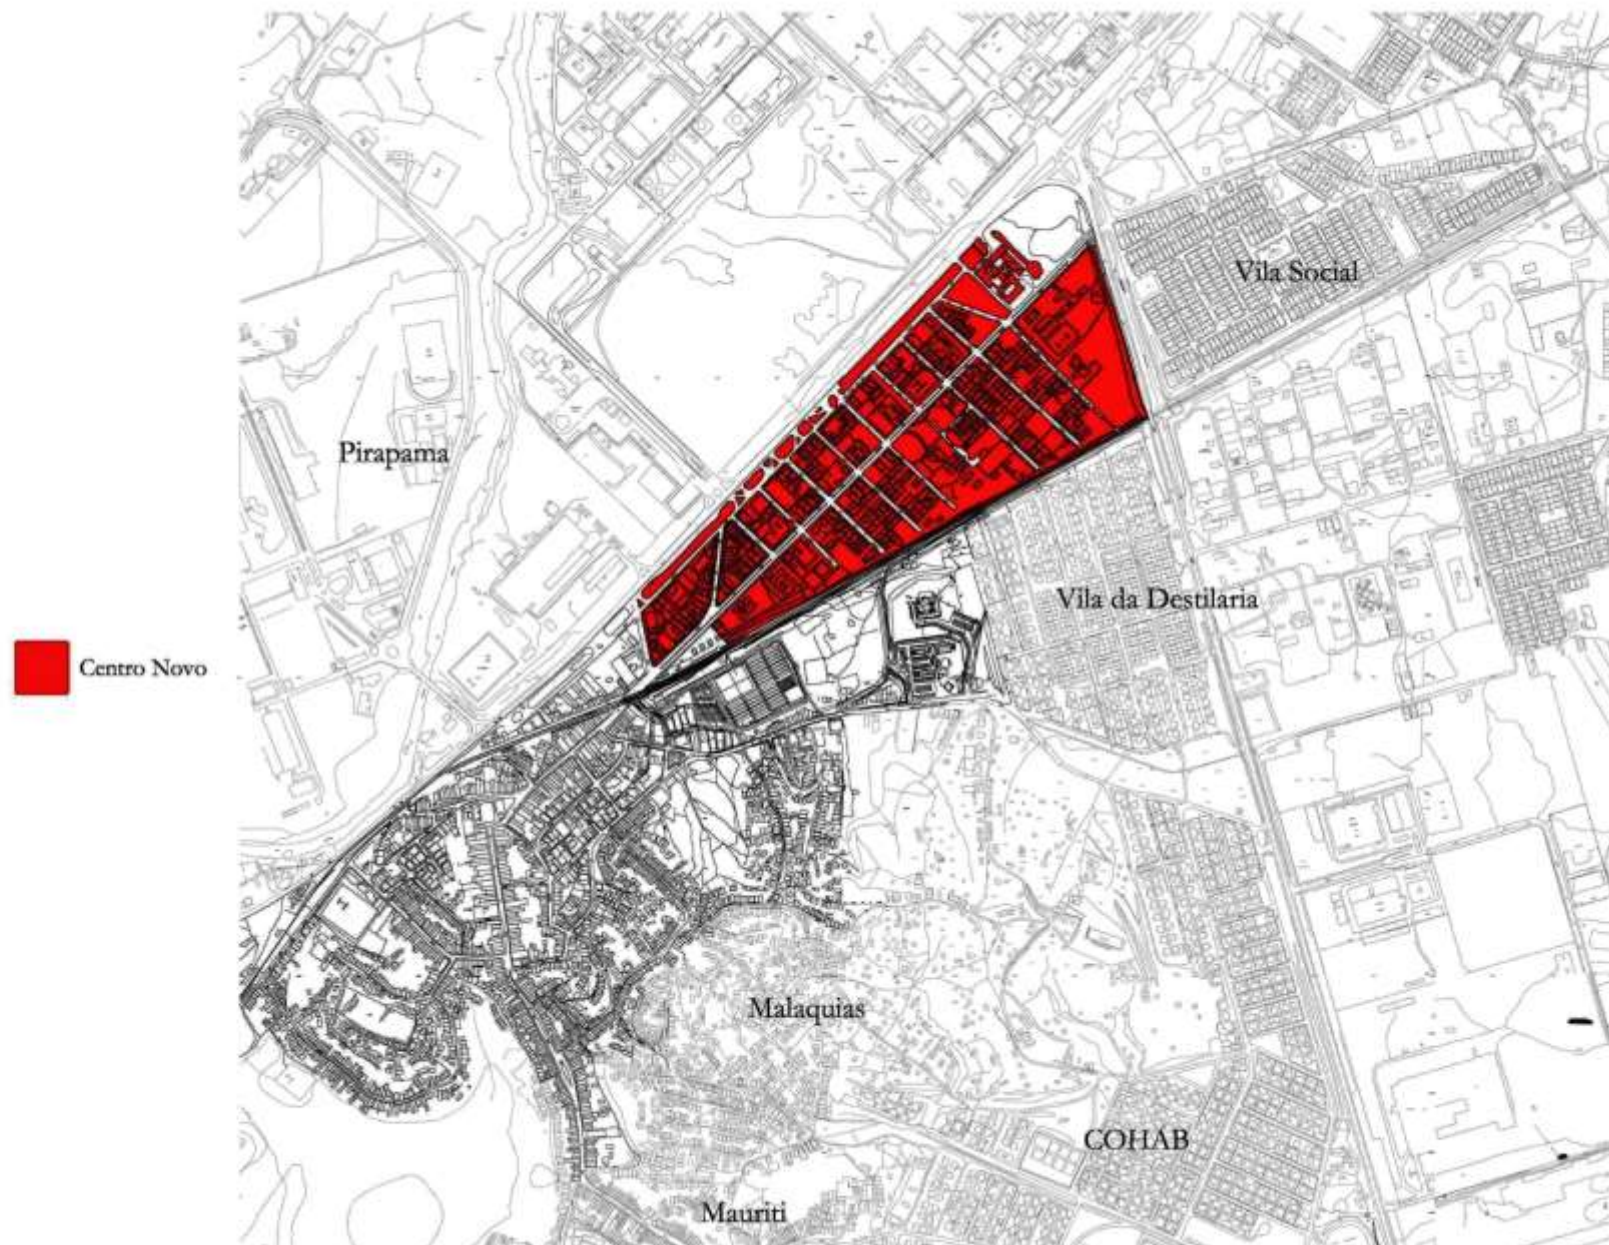 Vila Social
Pirapama
Vila da Destilaria
Centro Novo
Malaquias
COHAB
Mauriti